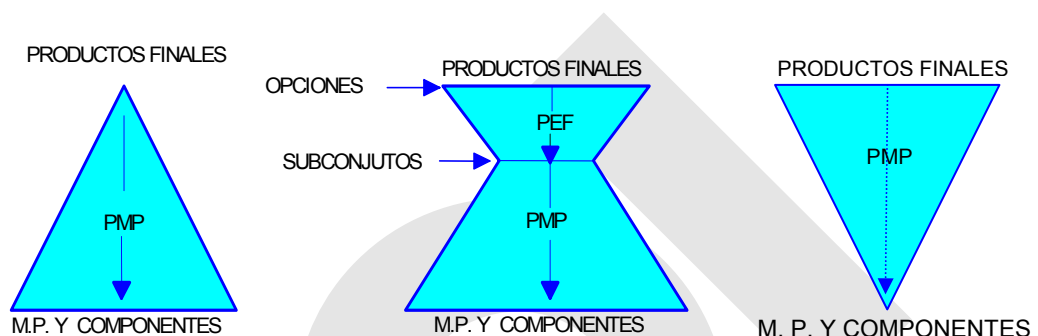 PRODUCTOS FINALES
PMP
M.P. Y COMPONENTES
OPCIONES
PRODUCTOS FINALES
PEF
SUBCONJUTOS
PMP
M.P. Y COMPONENTES
PRODUCTOS FINALES
PMP
M. P. Y COMPONENTES